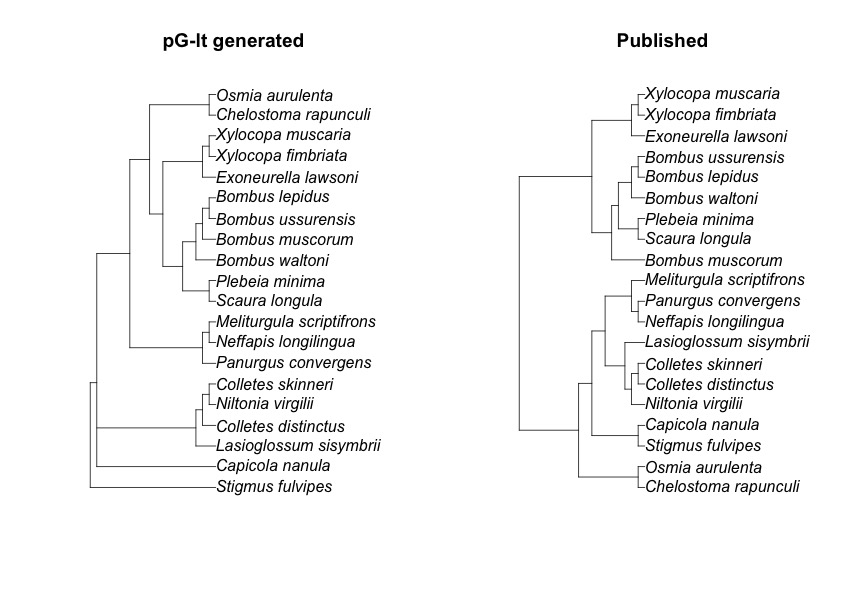 pG-lt generated
Osmia aurulenta
Chelostoma rapunculi
Xylocopa muscaria
Xylocopa fimbriata
Exoneurella lawsoni
Bombus lepidus
Bombus ussurensis
Bombus muscorum
Bombus waltoni
Plebeia minima
Scaura longula
Meliturgula scriptifrons
Neffapis longilingua
Panurgus convergens
Colletes skinneri
Niltonia virgilii
Colletes distinctus
Lasioglossum sisymbrii
Capicola nanula
Stigmus fulvipes
Published
Xylocopa muscaria
Xylocopa fimbriata
Exoneurella lawsoni
Bombus ussurensis
Bombus lepidus
Bombus waltoni
Plebeia minima
Scaura longula
Bombus muscorum
Meliturgula scriptifrons
Panurgus convergens
Neffapis longilingua
Lasioglossum sisymbrii
Colletes skinneri
Colletes distinctus
Niltonia virgilii
Capicola nanula
Stigmus fulvipes
Osmia aurulenta
Chelostoma rapunculi